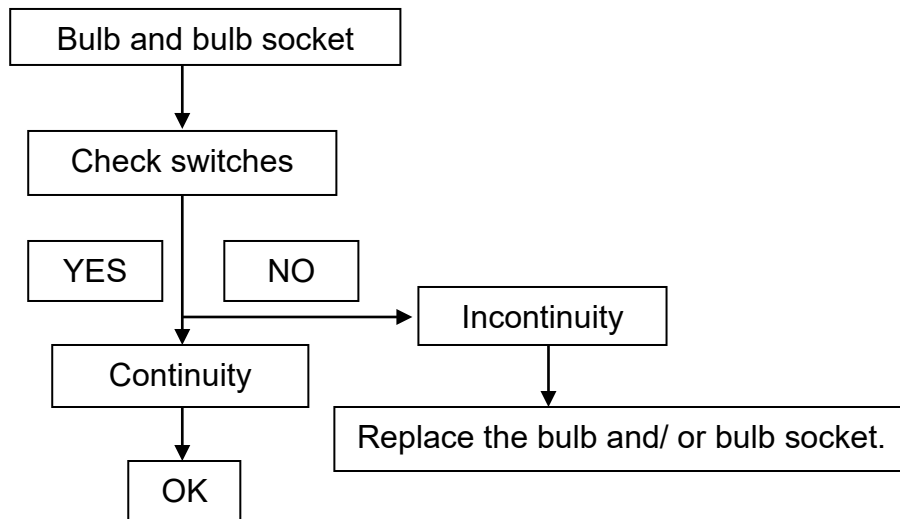 Bulb and bulb socket
Check switches
YES
NO
Incontinuity
Continuity
Replace the bulb and/ or bulb socket.
OK